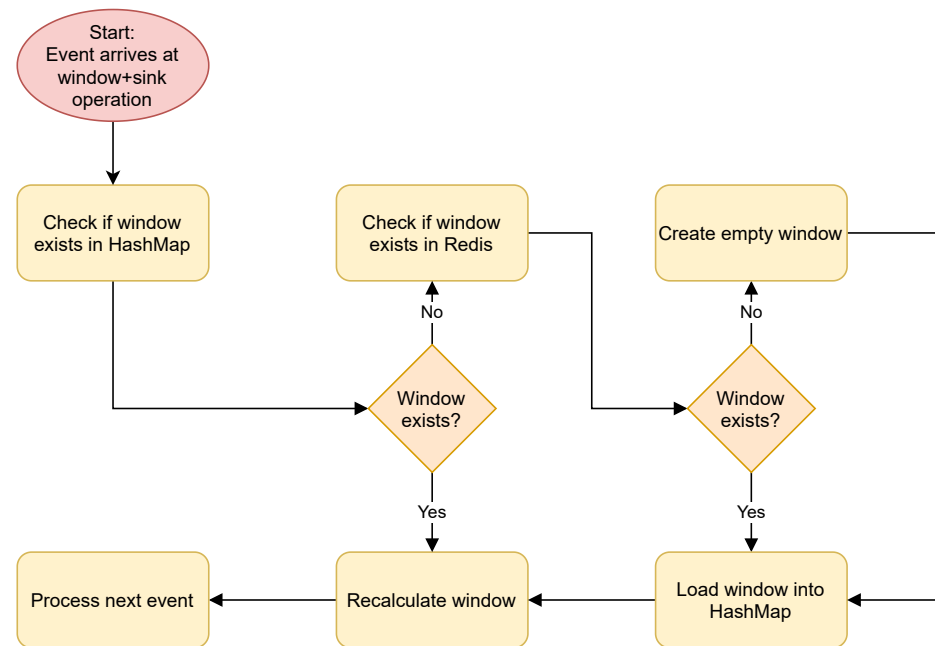 Start:
Event arrives at
window+sink
operation
Check if window
exists in HashMap
Check if window
exists in Redis
Create empty window
No
No
Window
exists?
Window
exists?
Yes
Yes
Process next event
Recalculate window
Load window into
HashMap